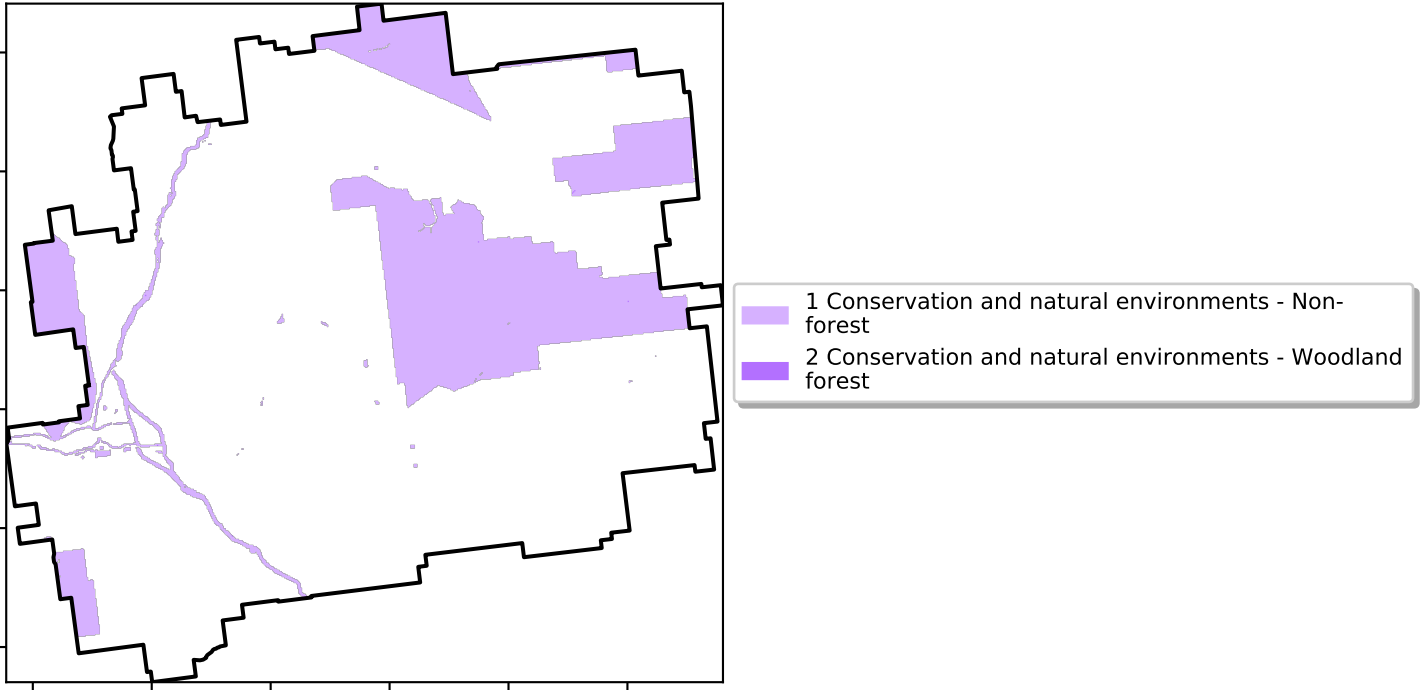 1 Conservation and natural environments - Non-
forest
2 Conservation and natural environments - Woodland
forest